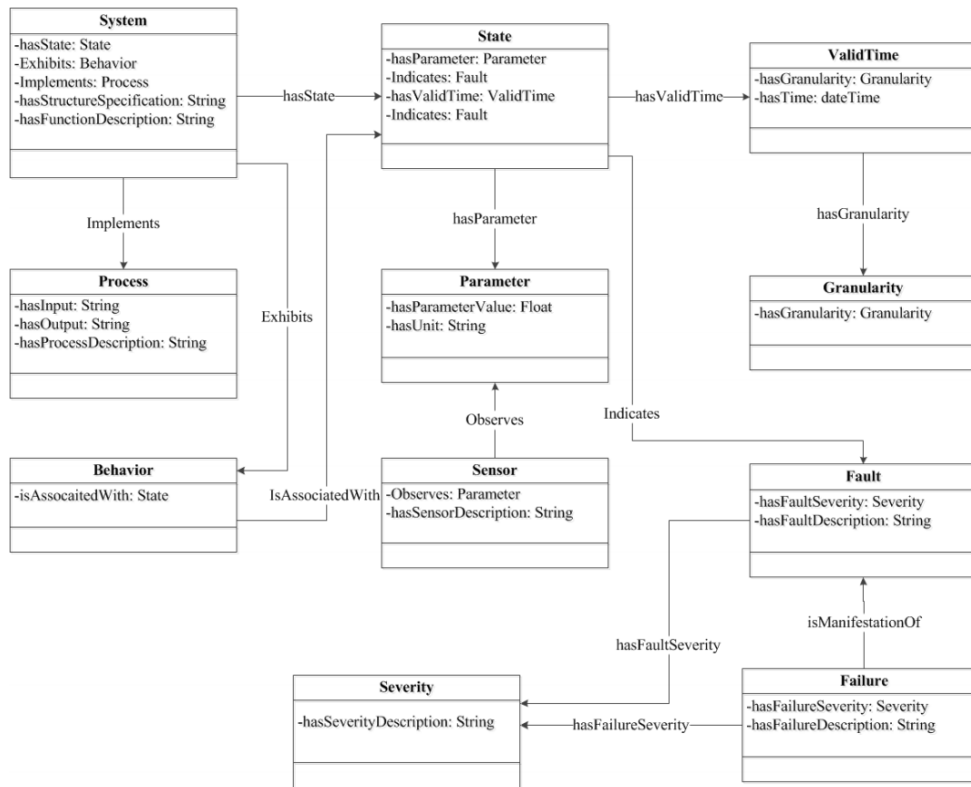 System
-hasState: State
-Exhibits: Behavior
-Implements: Process
-hasStructureSpecification: String
-hasFunctionDescription: String
hasState
State
-hasParameter: Parameter
-Indicates: Fault
-hasValidTime: ValidTime
-Indicates: Fault
hasValidTime
ValidTime
-hasGranularity: Granularity
-hasTime: dateTime
Implements
hasParameter
hasGranularity
Process
-hasInput: String
-hasOutput: String
-hasProcessDescription: String
Exhibits
Parameter
-hasParameterValue: Float
-hasUnit: String
Granularity
-hasGranularity: Granularity
Observes
Indicates
Behavior
-isAssocaitedWith: State
IsAssociatedWith
Sensor
-Observes: Parameter
-hasSensorDescription: String
Fault
-hasFaultSeverity: Severity
-hasFaultDescription: String
isManifestationOf
hasFaultSeverity
Severity
-hasSeverityDescription: String
hasFailureSeverity
Failure
-hasFailureSeverity: Severity
-hasFailureDescription: String